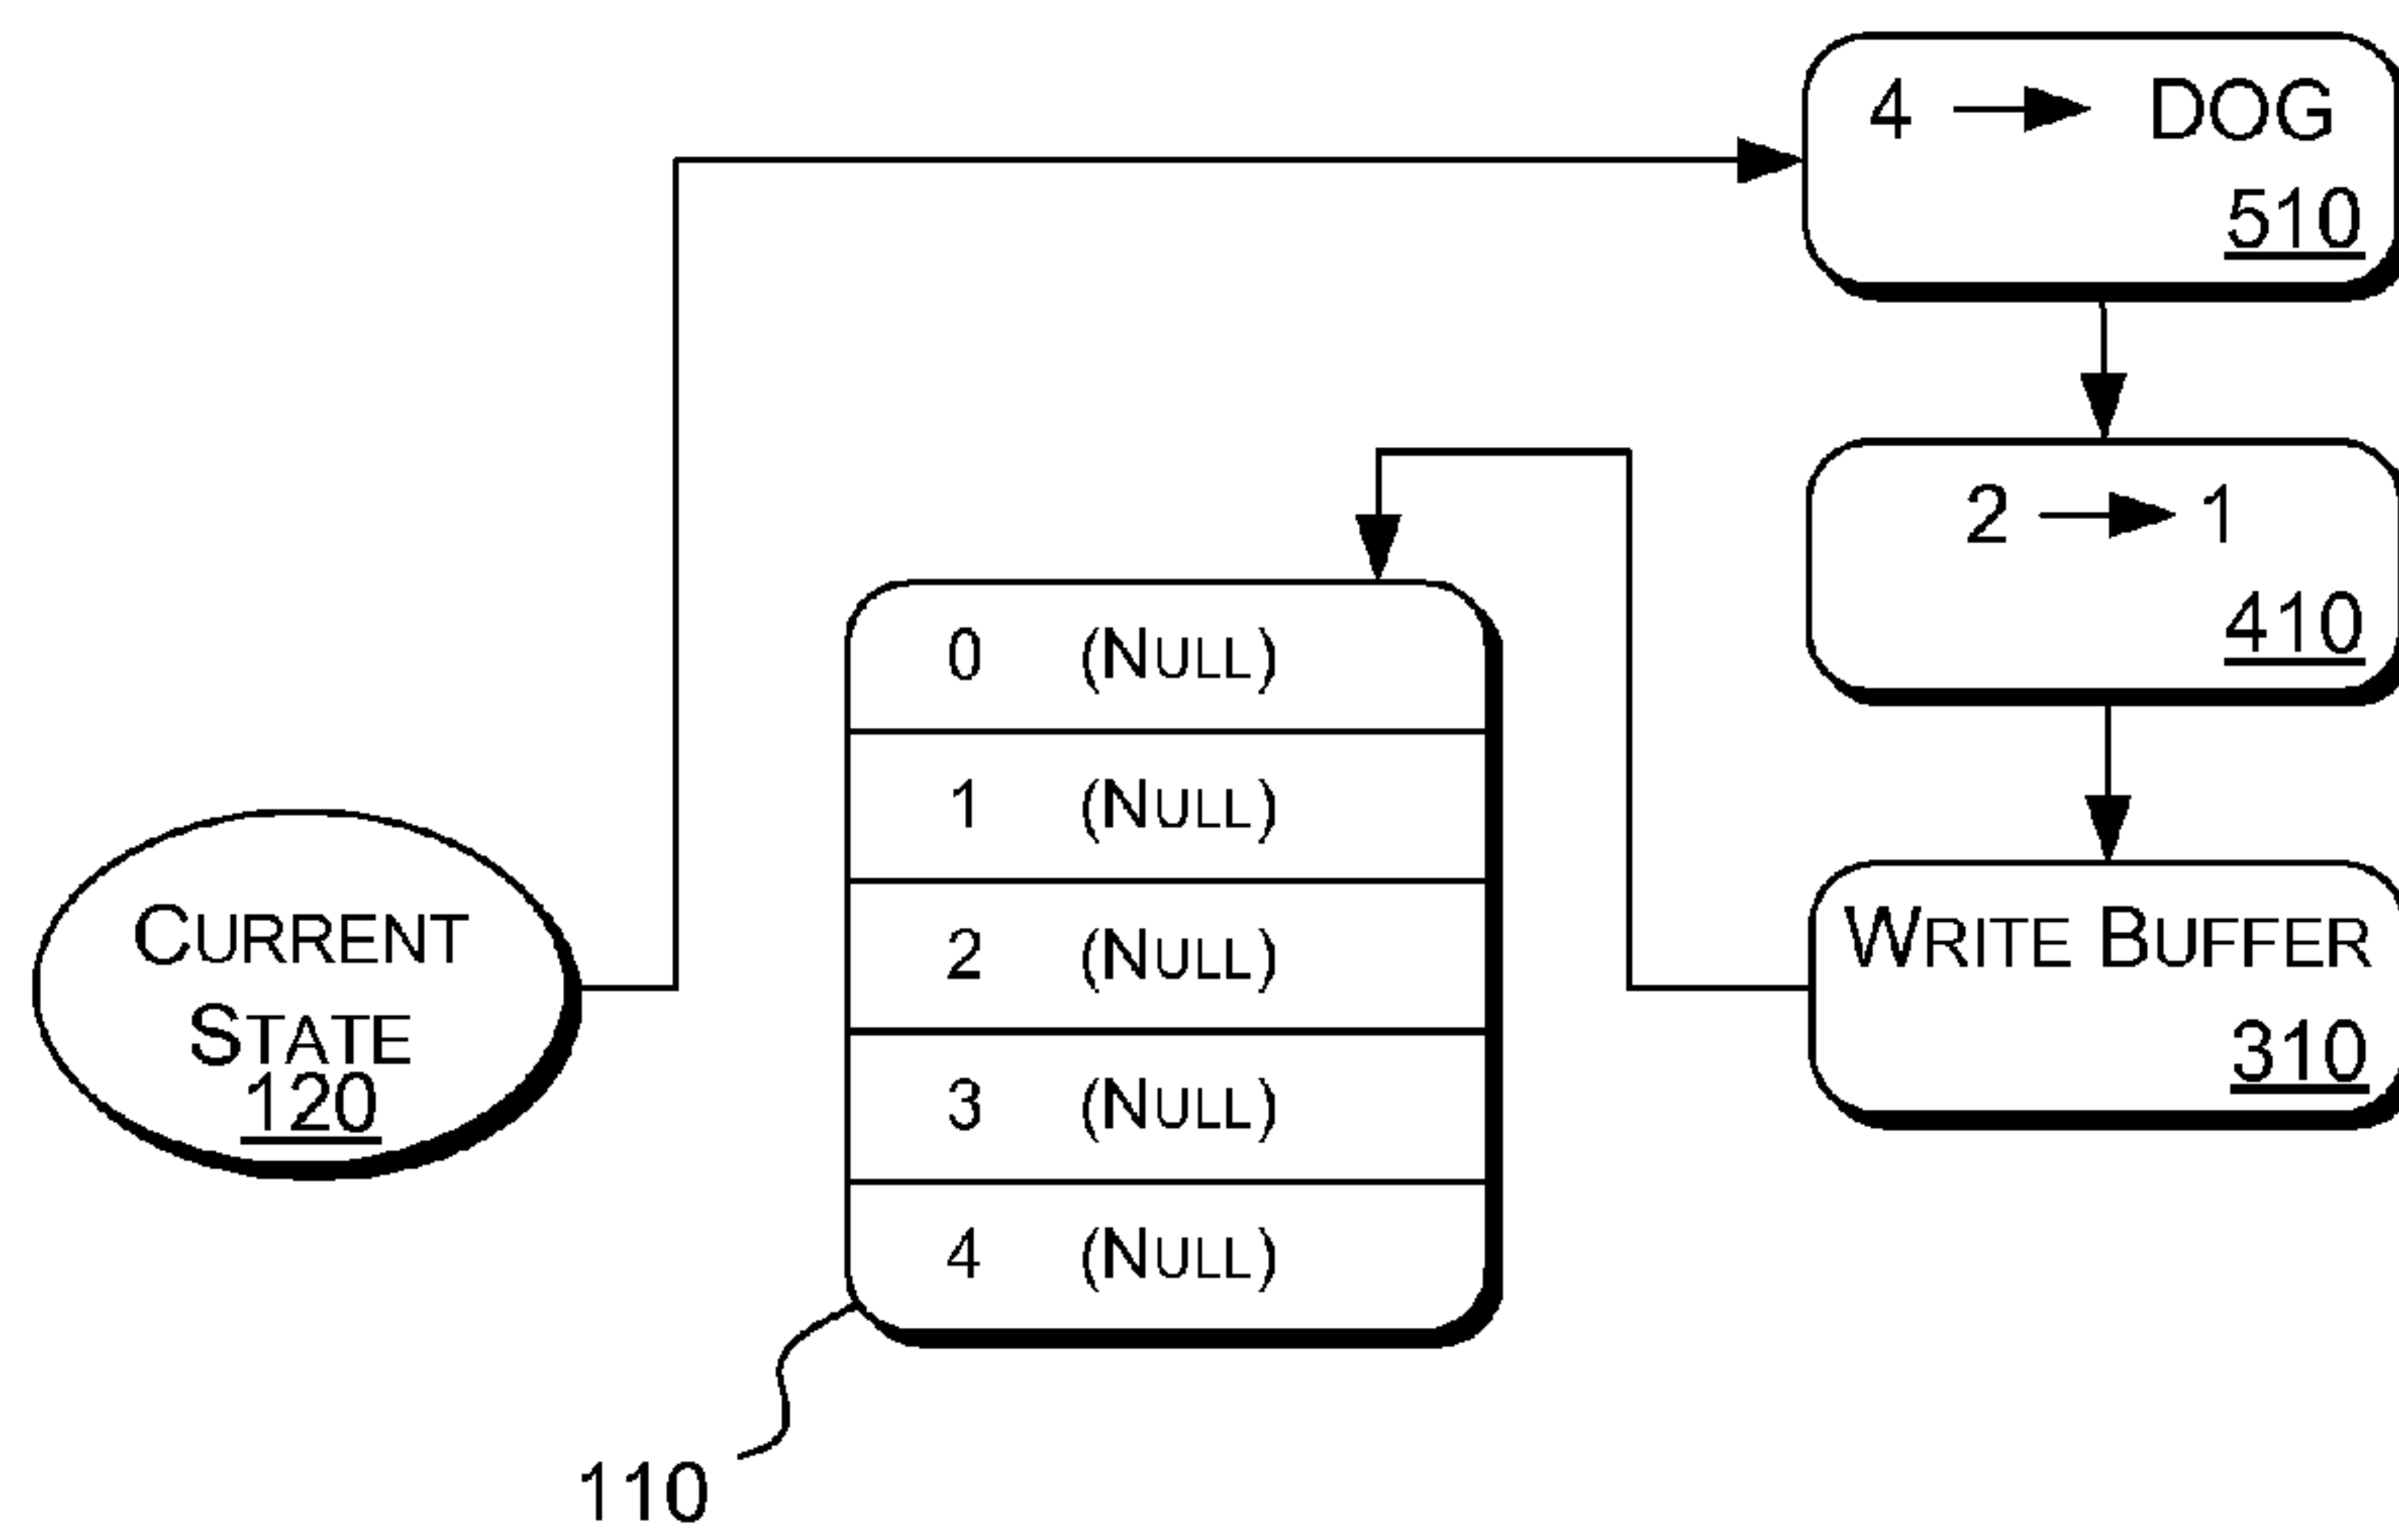 4 → DOG
510
2 → 1
410
WRITE BUFFER
310
CURRENT
STATE
120
0 (NULL)
1 (NULL)
2 (NULL)
3 (NULL)
4 (NULL)
110